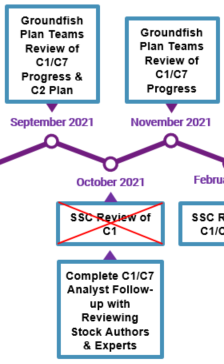 Groundfish
Plan Teams
Review of
C1/C7
Progress &
C2 Plan
Groundfish
Plan Teams
Review of
C1/C7
Progress
September 2021
November 2021
October 2021
SSC Review of
C1
Complete C1/C7
Analyst Follow-
up with
Reviewing
Stock Authors
& Experts